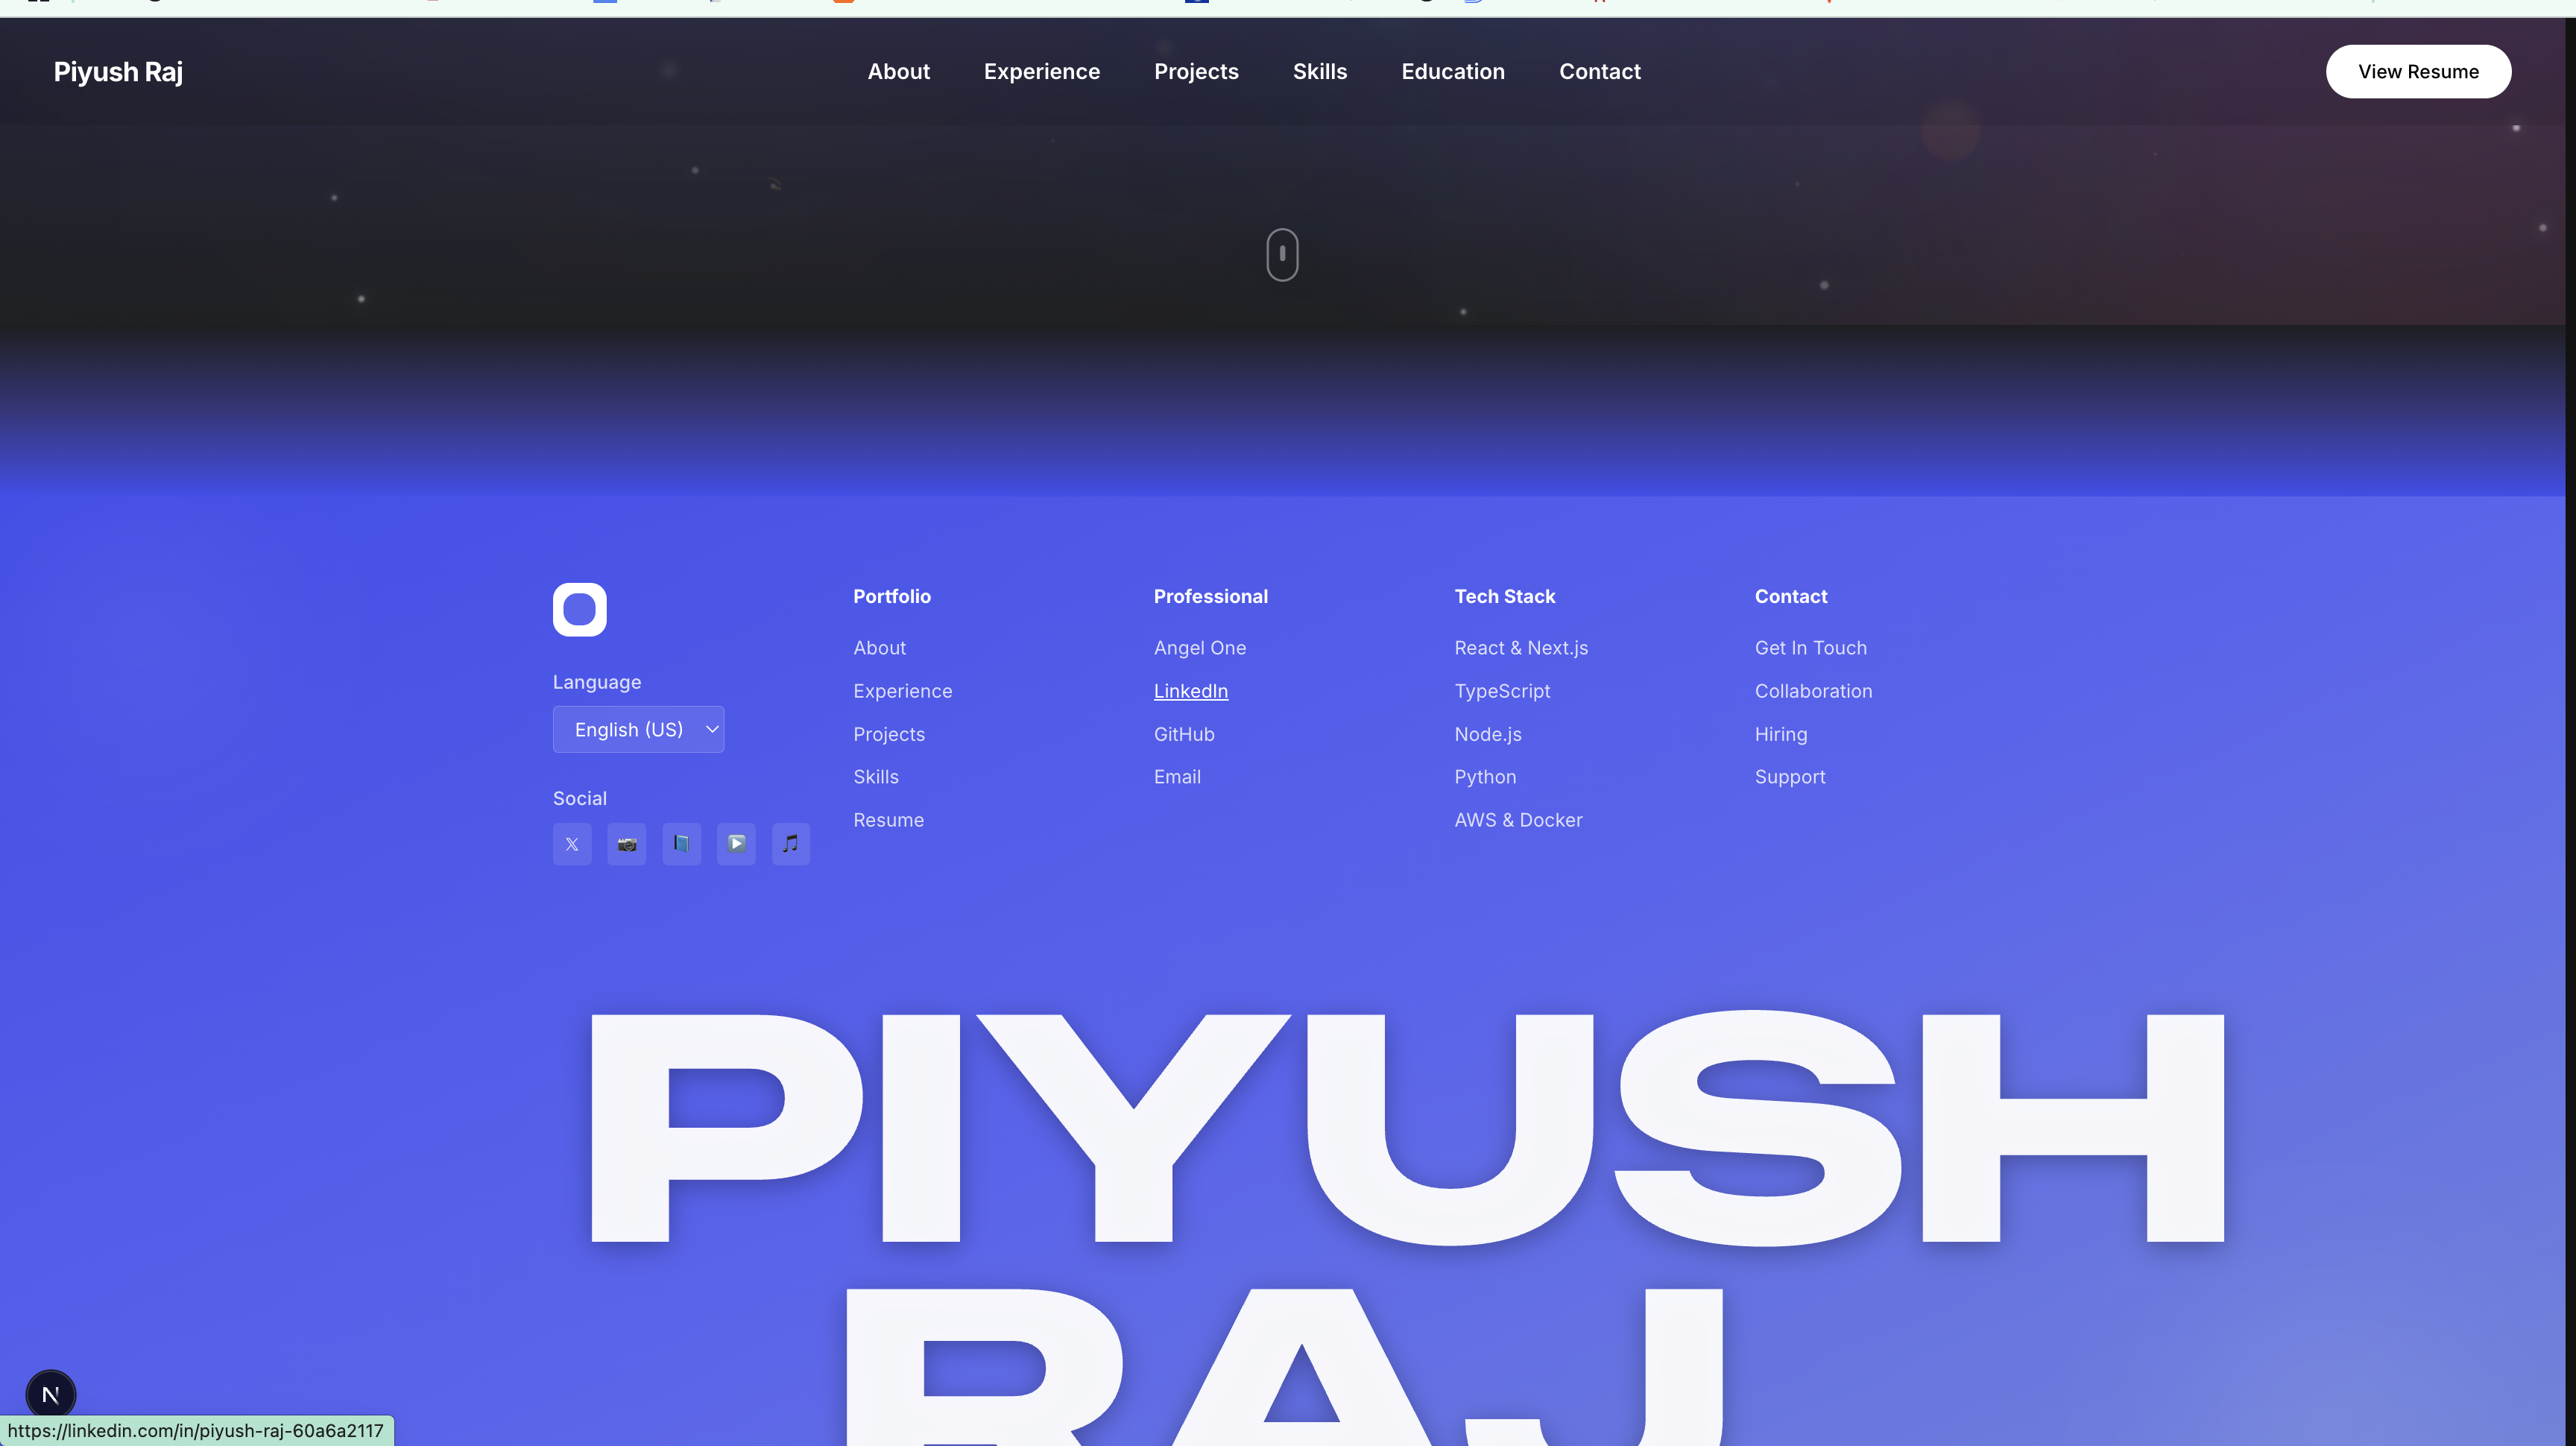 Piyush Raj
About
Experience
Projects
Skills
Education
Contact
View Resume
Language
English (US)
Social
𝕏
Portfolio
About
Experience
Projects
Skills
Resume
Professional
Angel One
LinkedIn
GitHub
Email
Tech Stack
React & Next.js
TypeScript
Node.js
Python
AWS & Docker
Contact
Get In Touch
Collaboration
Hiring
Support
PIYUSH
RAJ
N
https://linkedin.com/in/piyush-raj-60a6a2117